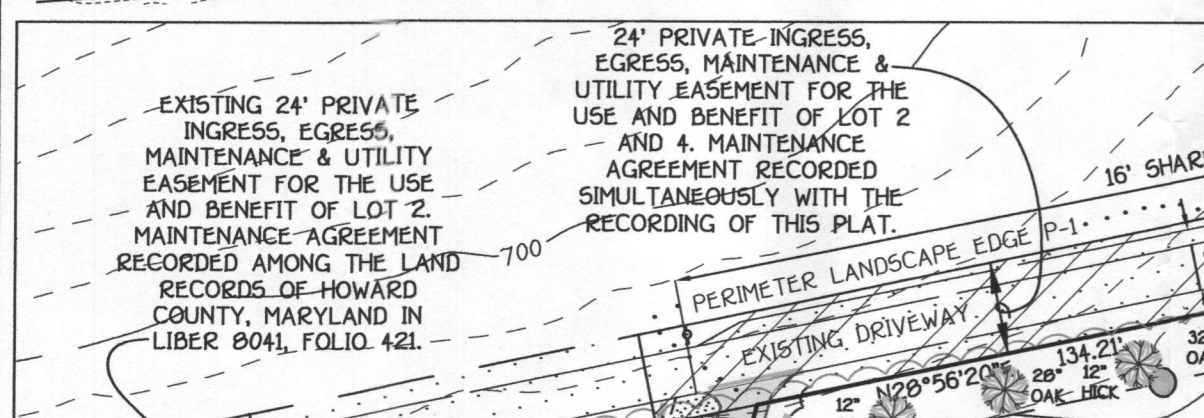 EXISTING 24' PRIVATE
INGRESS, EGRESS,
MAINTENANCE & UTILITY
EASEMENT FOR THE USE
AND BENEFIT OF LOT 2.
MAINTENANCE AGREEMENT
RECORDED AMONG THE LAND
RECORDS OF HOWARD
COUNTY, MARYLAND IN
LIBER 8041, FOLIO 421.
24' PRIVATE INGRESS,
EGRESS, MAINTENANCE &
UTILITY EASEMENT FOR THE
USE AND BENEFIT OF LOT 2
AND 4. MAINTENANCE
AGREEMENT RECORDED
SIMULTANEOUSLY WITH THE
RECORDING OF THIS PLAT.
700
16'
PERIMETER LANDSCAPE EDGE P-1
EXISTING DRIVEWAY
N28°56'20"
134.21'
12"
28"
OAK
12"
HICK